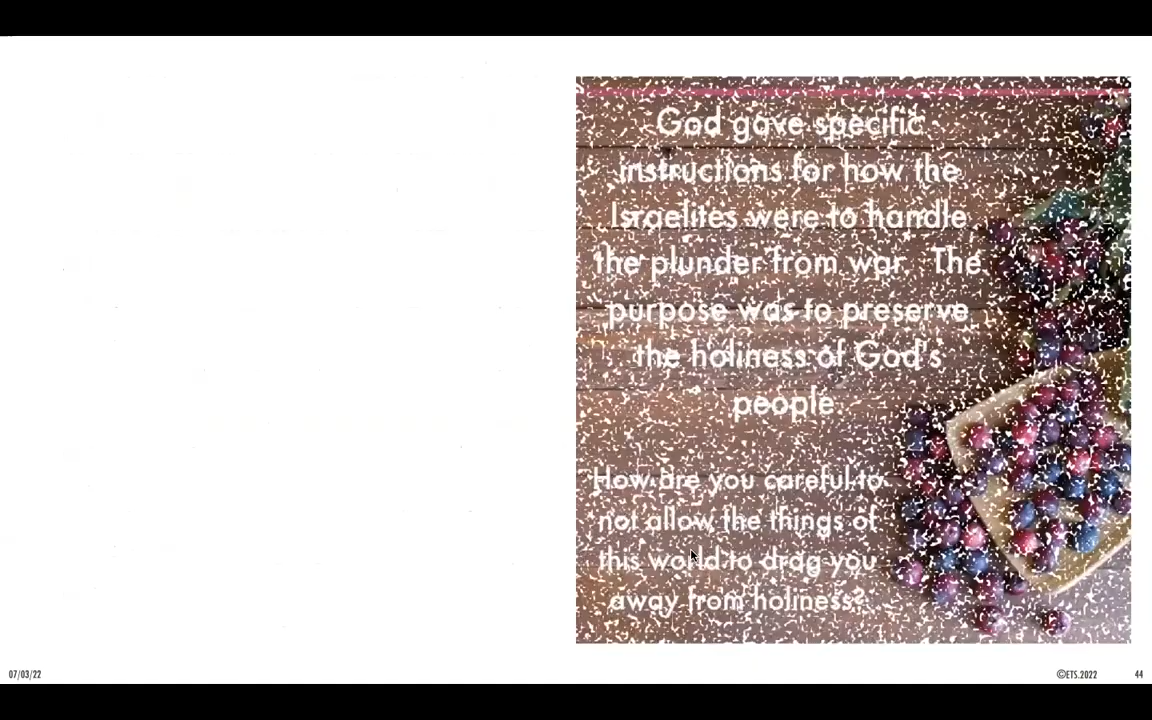 God gave specific
instructions for how the
Israelites were to handle
the plunder from war.  The
purpose was to preserve
the holiness of God's
people.
How are you careful to
not allow the things of
this world to drag you
away from holiness?
07/03/22
©ETS.2022
44